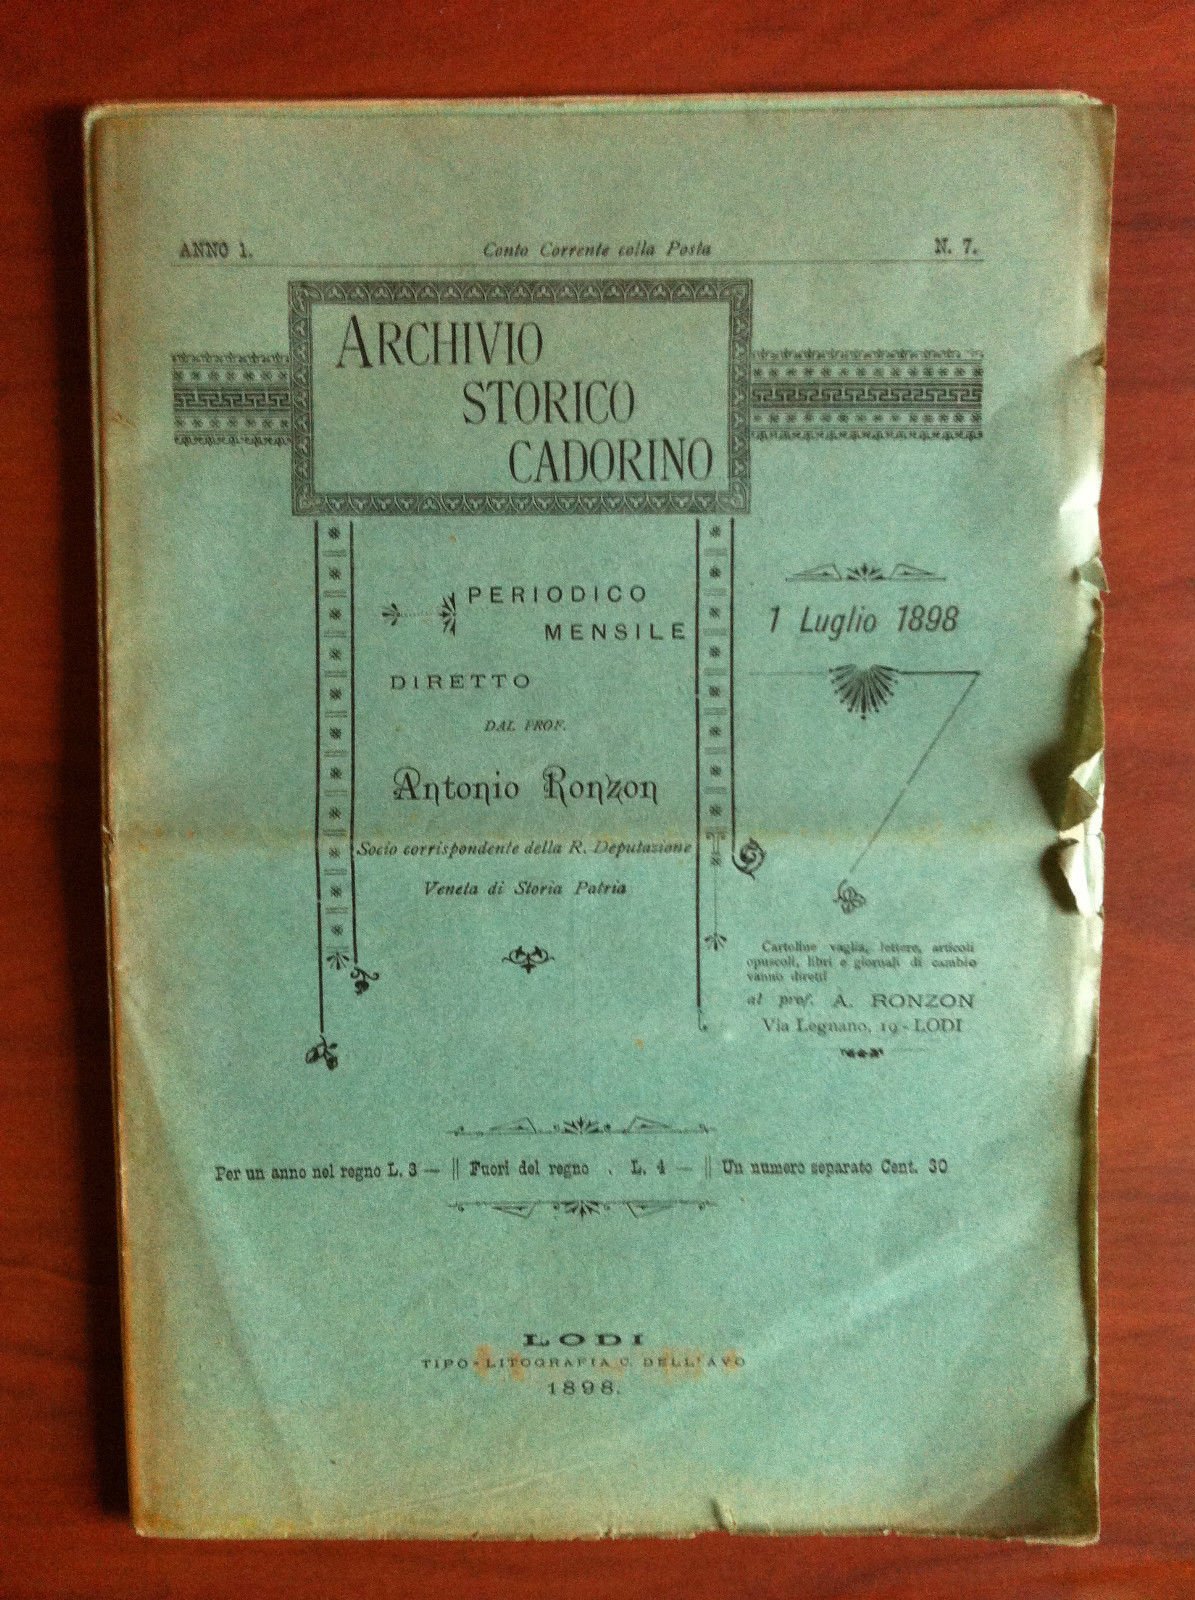 ANNO 1. Conto Corrente colla Posta N. 7.
ARCHIVIO
STORICO
CADORINO
PERIODICO
MENSILE
DIRETTO
DAL PROF.
Antonio Ronzon
Socio corrispondente della R. Deputazione
Veneta di Storia Patria
1 Luglio 1898
Cartoline vaglia, lettere, articoli
opuscoli, libri e giornali di cambio
vanno diretti
al prof. A. RONZON
Via Legnano, 19 - LODI
Per un anno nel regno L. 3 — || Fuori del regno . L. 4 — || Un numero separato Cent. 30
LODI
TIPO-LITOGRAFIA C. DELL'AVO
1898.